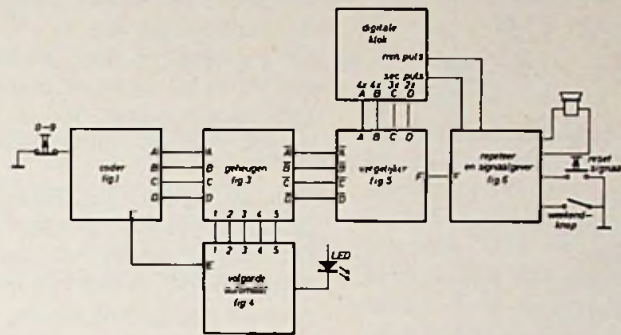 digitale
klok
min. puls
sec. puls
4x 4x 3x 2x
A B C D
0-9
coder
fig. 1
A
B
C
D
E
A
B
C
D
geheugen
fig. 3
A
B
C
D
1 2 3 4 5
A
B
C
D
vergelijker
fig. 5
F
F
repeteer
en signaalgever
fig. 6
reset
signaal
weekend-
knop
1 2 3 4 5
E
volgorde
automaat
fig. 4
LED